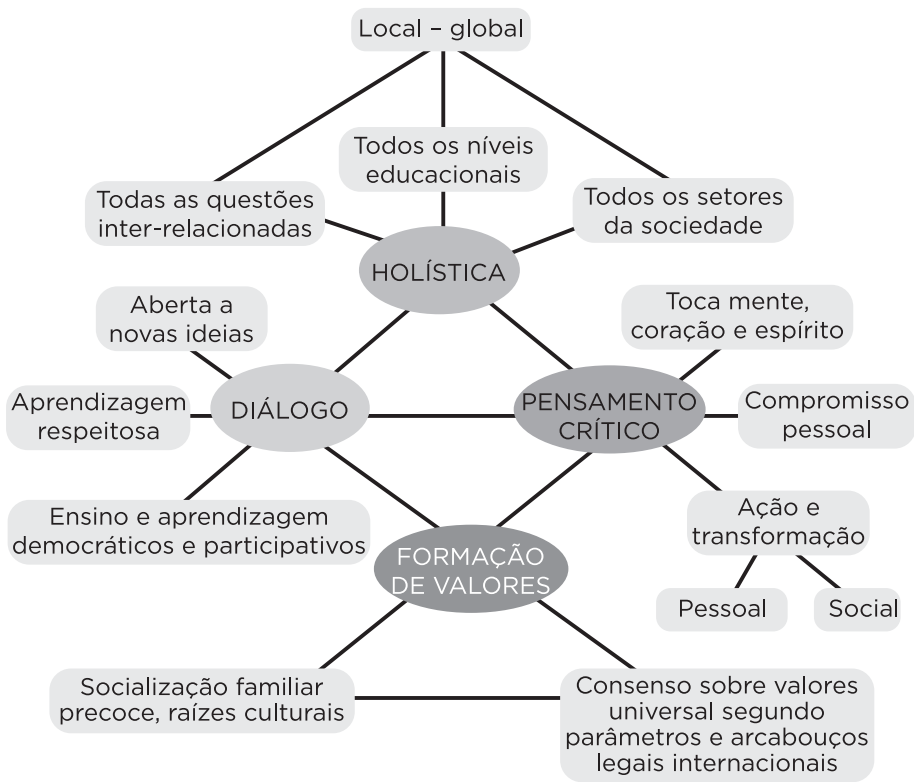 Local – global
Todos os níveis
educacionais
Todas as questões
inter-relacionadas
Todos os setores
da sociedade
HOLÍSTICA
Aberta a
novas ideias
Toca mente,
coração e espírito
Aprendizagem
respeitosa
DIÁLOGO
PENSAMENTO
CRÍTICO
Compromisso
pessoal
Ensino e aprendizagem
democráticos e participativos
Ação e
transformação
FORMAÇÃO
DE VALORES
Pessoal
Social
Socialização familiar
precoce, raízes culturais
Consenso sobre valores
universal segundo
parâmetros e arcabouços
legais internacionais